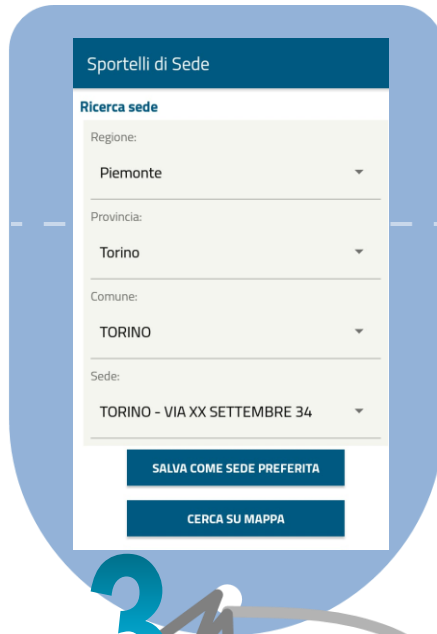 Sportelli di Sede
Ricerca sede
Regione:
Piemonte
Provincia:
Torino
Comune:
TORINO
Sede:
TORINO - VIA XX SETTEMBRE 34
SALVA COME SEDE PREFERITA
CERCA SU MAPPA
3